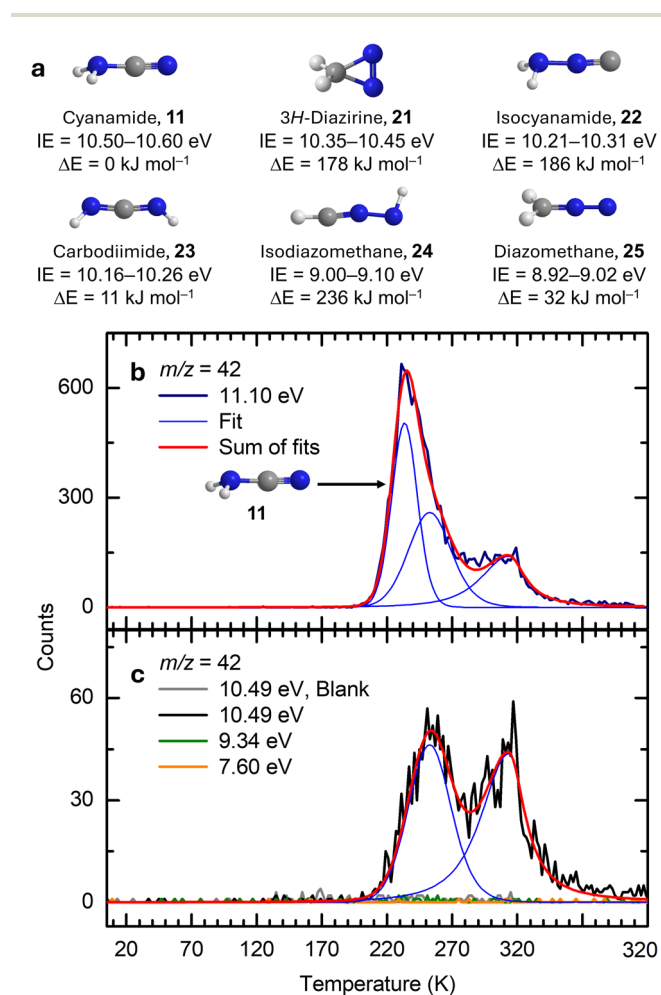 a
Cyanamide, 11
IE = 10.50–10.60 eV
ΔE = 0 kJ mol⁻¹
3H-Diazirine, 21
IE = 10.35–10.45 eV
ΔE = 178 kJ mol⁻¹
Isocyanamide, 22
IE = 10.21–10.31 eV
ΔE = 186 kJ mol⁻¹
Carbodiimide, 23
IE = 10.16–10.26 eV
ΔE = 11 kJ mol⁻¹
Isodiazomethane, 24
IE = 9.00–9.10 eV
ΔE = 236 kJ mol⁻¹
Diazomethane, 25
IE = 8.92–9.02 eV
ΔE = 32 kJ mol⁻¹
b
m/z = 42
11.10 eV
Fit
Sum of fits
11
600
300
0
Counts
c
m/z = 42
10.49 eV, Blank
10.49 eV
9.34 eV
7.60 eV
60
30
0
20 70 120 170 220 270 320 320
Temperature (K)